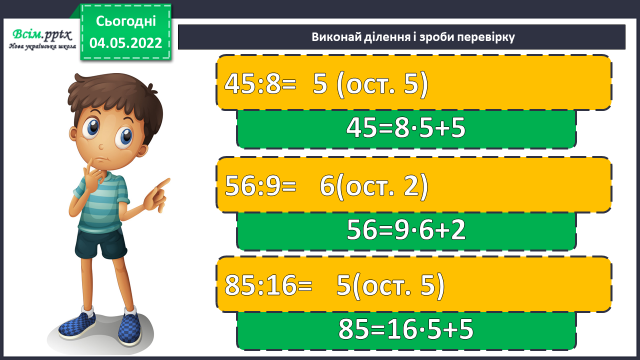 Всім.pptx
Нова українська школа
Сьогодні
04.05.2022
Виконай ділення і зроби перевірку
45:8= 5 (ост. 5)
45=8·5+5
56:9= 6(ост. 2)
56=9·6+2
85:16= 5(ост. 5)
85=16·5+5